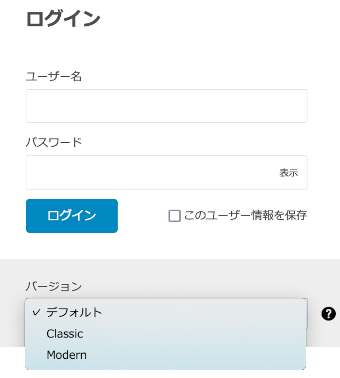 ログイン
ユーザー名
パスワード
表示
ログイン
このユーザー情報を保存
バージョン
✓ デフォルト
Classic
Modern
?